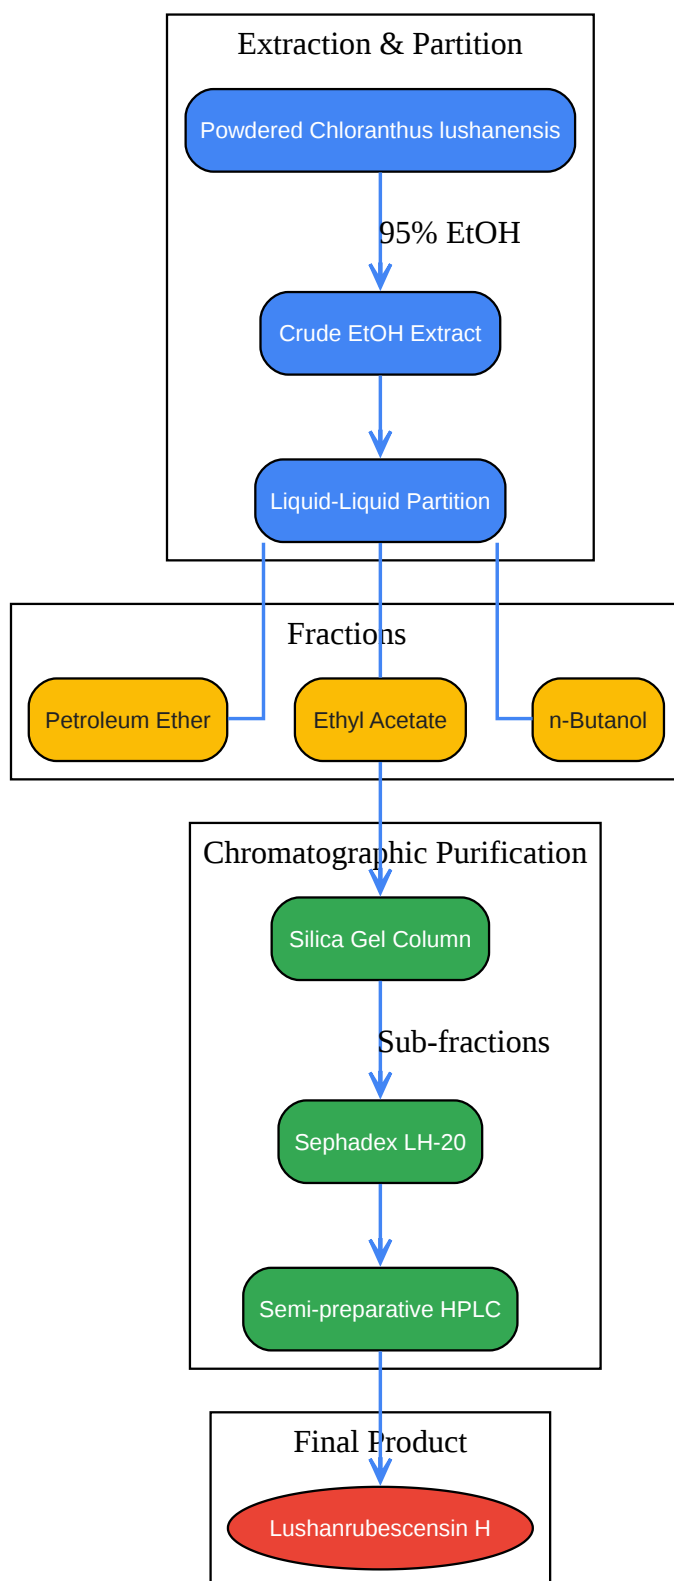 Extraction & Partition
Powdered Chloranthus lushanensis
95% EtOH
Crude EtOH Extract
Liquid-Liquid Partition
Fractions
Petroleum Ether
Ethyl Acetate
n-Butanol
Chromatographic Purification
Silica Gel Column
Sub-fractions
Sephadex LH-20
Semi-preparative HPLC
Final Product
Lushanrubescensin H